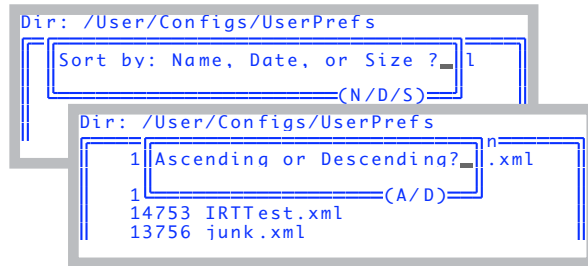 Dir: /User/Configs/UserPrefs
Sort by: Name, Date, or Size ?_ l
(N/D/S)
Dir: /User/Configs/UserPrefs
n
1 Ascending or Descending?_ .xml
1 (A/D)
14753 IRTTest.xml
13756 junk.xml